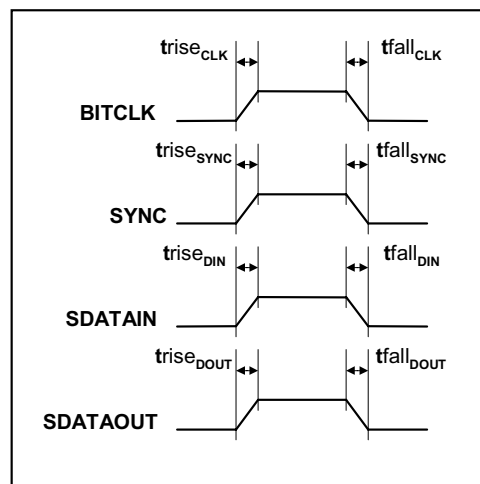 triseCLK tfallCLK
BITCLK
triseSYNC tfallSYNC
SYNC
triseDIN tfallDIN
SDATAIN
triseDOUT tfallDOUT
SDATAOUT